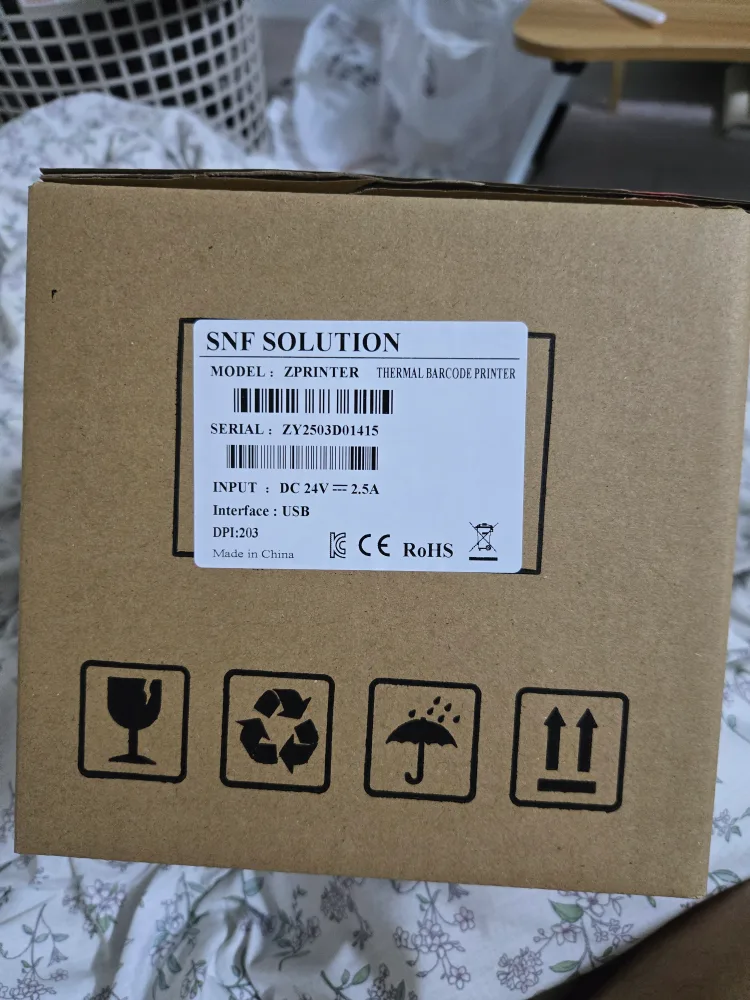 SNF SOLUTION
MODEL : ZPRINTER THERMAL BARCODE PRINTER
SERIAL : ZY2503D01415
INPUT : DC 24V ⎓ 2.5A
Interface : USB
DPI:203
Made in China
CE RoHS